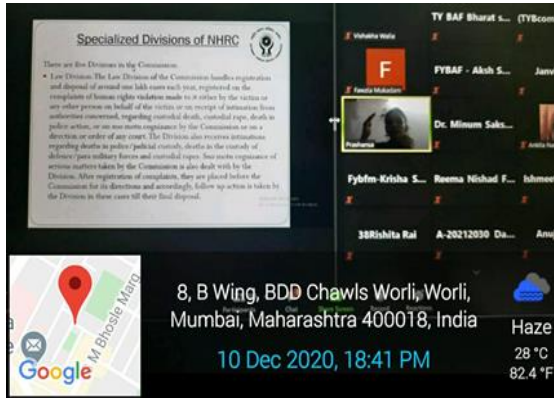 Specialized Divisions of NHRC
There are five Divisions in the Commission.
• Law Division.The Law Division of the Commission handles registration
and disposal of around one lakh cases each year, registered on the
complaints of human rights violation made to it either by the victim or
any other person on behalf of the victim or on receipt of intimation from
authorities concerned, regarding custodial death, custodial rape, death in
police action, or on suo motu cognizance by the Commission or on a
direction or order of any court. The Division also receives intimations
regarding deaths in police/judicial custody, deaths in the custody of
defence/para military forces and custodial rapes. Suo motu cognizance of
serious matters taken by the Commission is also dealt with by the
Division. After registration of complaints, they are placed before the
Commission for its directions and accordingly, follow up action is taken by
the Division in these cases till their final disposal.
Vishakha Walia
TY BAF Bharat s...
(TYBcom
F
Fawzia Mukadam
FYBAF - Aksh S...
Janv
Prashansa
Dr. Minum Saks...
Ankita Na
Fybfm-Krisha S...
Reema Nishad F...
Ishmee
38Rishita Rai
A-20212030 Da...
Anu
Chat
Share Screen
Record
M Bhosle Marg
Google
8, B Wing, BDD Chawls Worli, Worli,
Mumbai, Maharashtra 400018, India
10 Dec 2020, 18:41 PM
Haze
28 °C
82.4 °F